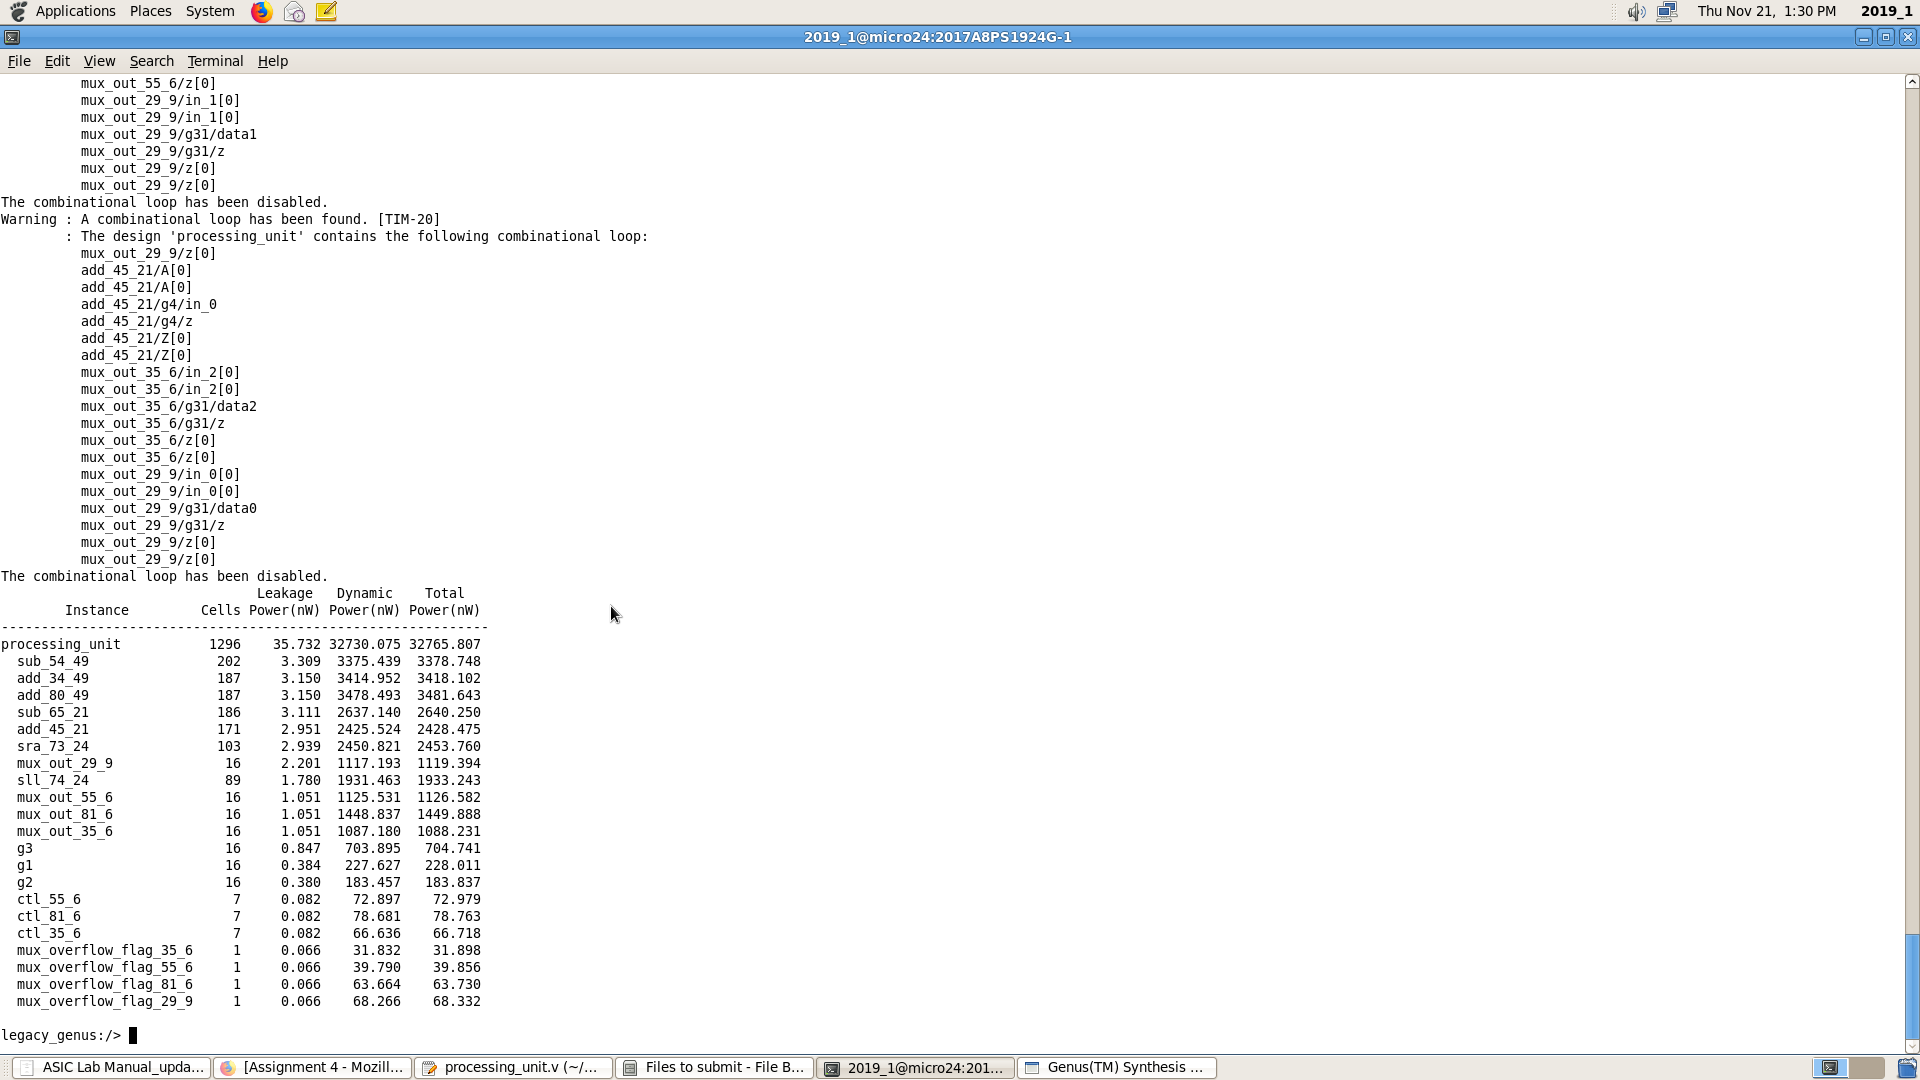 Applications Places System Thu Nov 21, 1:30 PM 2019_1
2019_1@micro24:2017A8PS1924G-1
File Edit View Search Terminal Help
mux_out_55_6/z[0]
mux_out_29_9/in_1[0]
mux_out_29_9/in_1[0]
mux_out_29_9/g31/data1
mux_out_29_9/g31/z
mux_out_29_9/z[0]
mux_out_29_9/z[0]
The combinational loop has been disabled.
Warning : A combinational loop has been found. [TIM-20]
: The design 'processing_unit' contains the following combinational loop:
mux_out_29_9/z[0]
add_45_21/A[0]
add_45_21/A[0]
add_45_21/g4/in_0
add_45_21/g4/z
add_45_21/Z[0]
add_45_21/Z[0]
mux_out_35_6/in_2[0]
mux_out_35_6/in_2[0]
mux_out_35_6/g31/data2
mux_out_35_6/g31/z
mux_out_35_6/z[0]
mux_out_35_6/z[0]
mux_out_29_9/in_0[0]
mux_out_29_9/in_0[0]
mux_out_29_9/g31/data0
mux_out_29_9/g31/z
mux_out_29_9/z[0]
mux_out_29_9/z[0]
The combinational loop has been disabled.
Leakage Dynamic Total
Instance Cells Power(nW) Power(nW) Power(nW)
-------------------------------------------------------------
processing_unit 1296 35.732 32730.075 32765.807
sub_54_49 202 3.309 3375.439 3378.748
add_34_49 187 3.150 3414.952 3418.102
add_80_49 187 3.150 3478.493 3481.643
sub_65_21 186 3.111 2637.140 2640.250
add_45_21 171 2.951 2425.524 2428.475
sra_73_24 103 2.939 2450.821 2453.760
mux_out_29_9 16 2.201 1117.193 1119.394
sll_74_24 89 1.780 1931.463 1933.243
mux_out_55_6 16 1.051 1125.531 1126.582
mux_out_81_6 16 1.051 1448.837 1449.888
mux_out_35_6 16 1.051 1087.180 1088.231
g3 16 0.847 703.895 704.741
g1 16 0.384 227.627 228.011
g2 16 0.380 183.457 183.837
ctl_55_6 7 0.082 72.897 72.979
ctl_81_6 7 0.082 78.681 78.763
ctl_35_6 7 0.082 66.636 66.718
mux_overflow_flag_35_6 1 0.066 31.832 31.898
mux_overflow_flag_55_6 1 0.066 39.790 39.856
mux_overflow_flag_81_6 1 0.066 63.664 63.730
mux_overflow_flag_29_9 1 0.066 68.266 68.332
legacy_genus:/>
ASIC Lab Manual_upda... [Assignment 4 - Mozill... processing_unit.v (~/... Files to submit - File B... 2019_1@micro24:201... Genus(TM) Synthesis ...